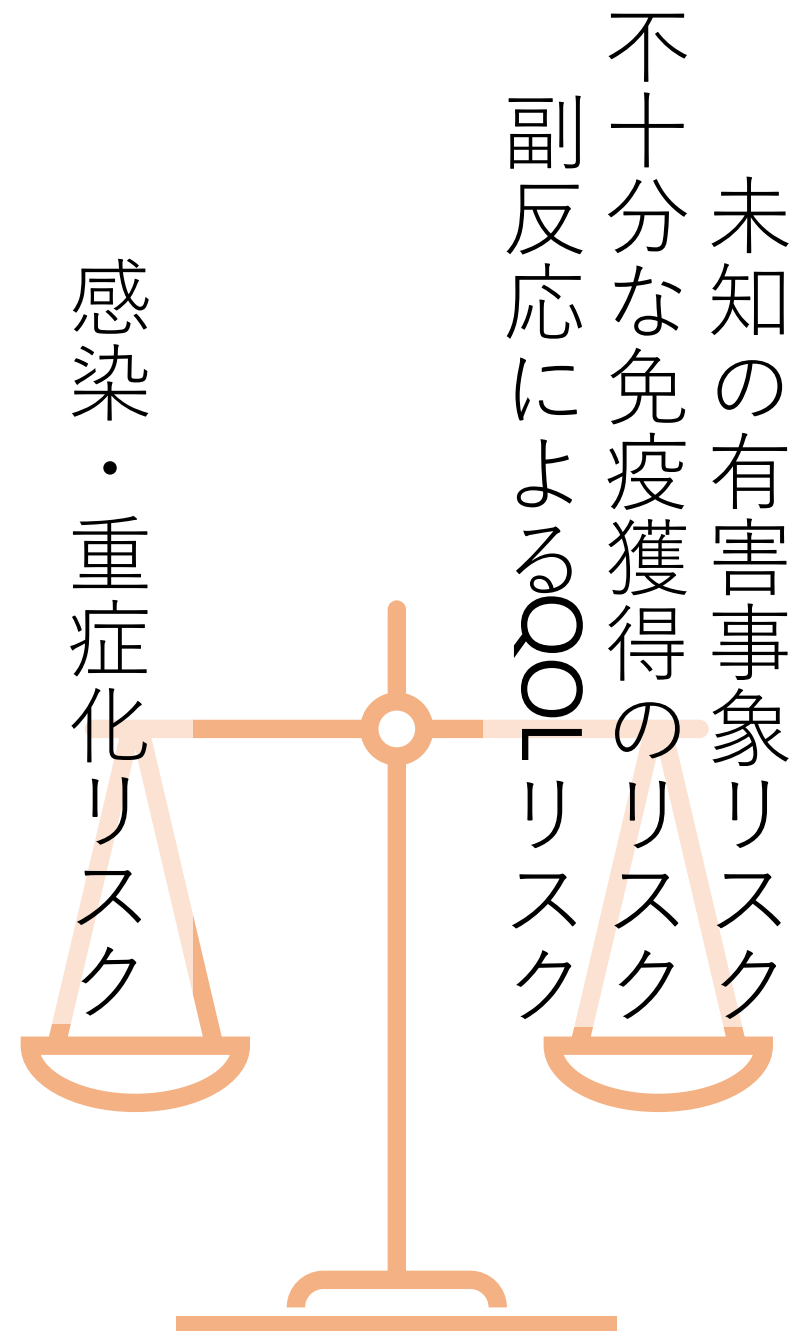 未知の有害事象リスク
不十分な免疫獲得のリスク
副反応によるQOLリスク
感染・重症化リスク